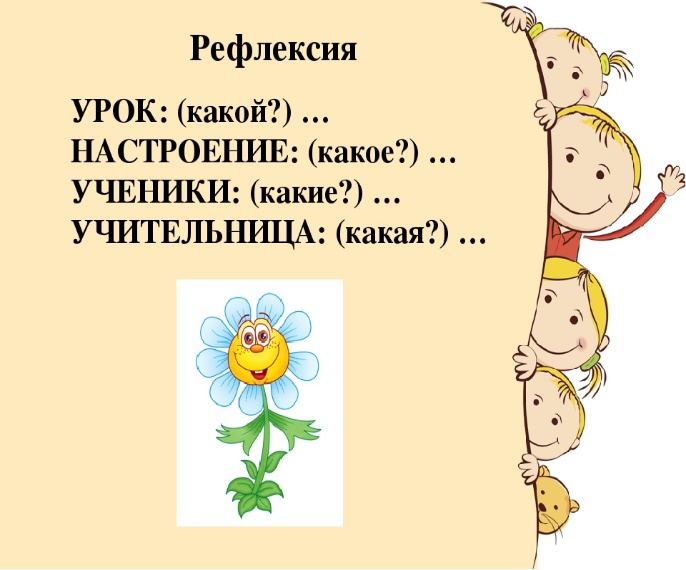 Рефлексия
УРОК: (какой?) …
НАСТРОЕНИЕ: (какое?) …
УЧЕНИКИ: (какие?) …
УЧИТЕЛЬНИЦА: (какая?) …